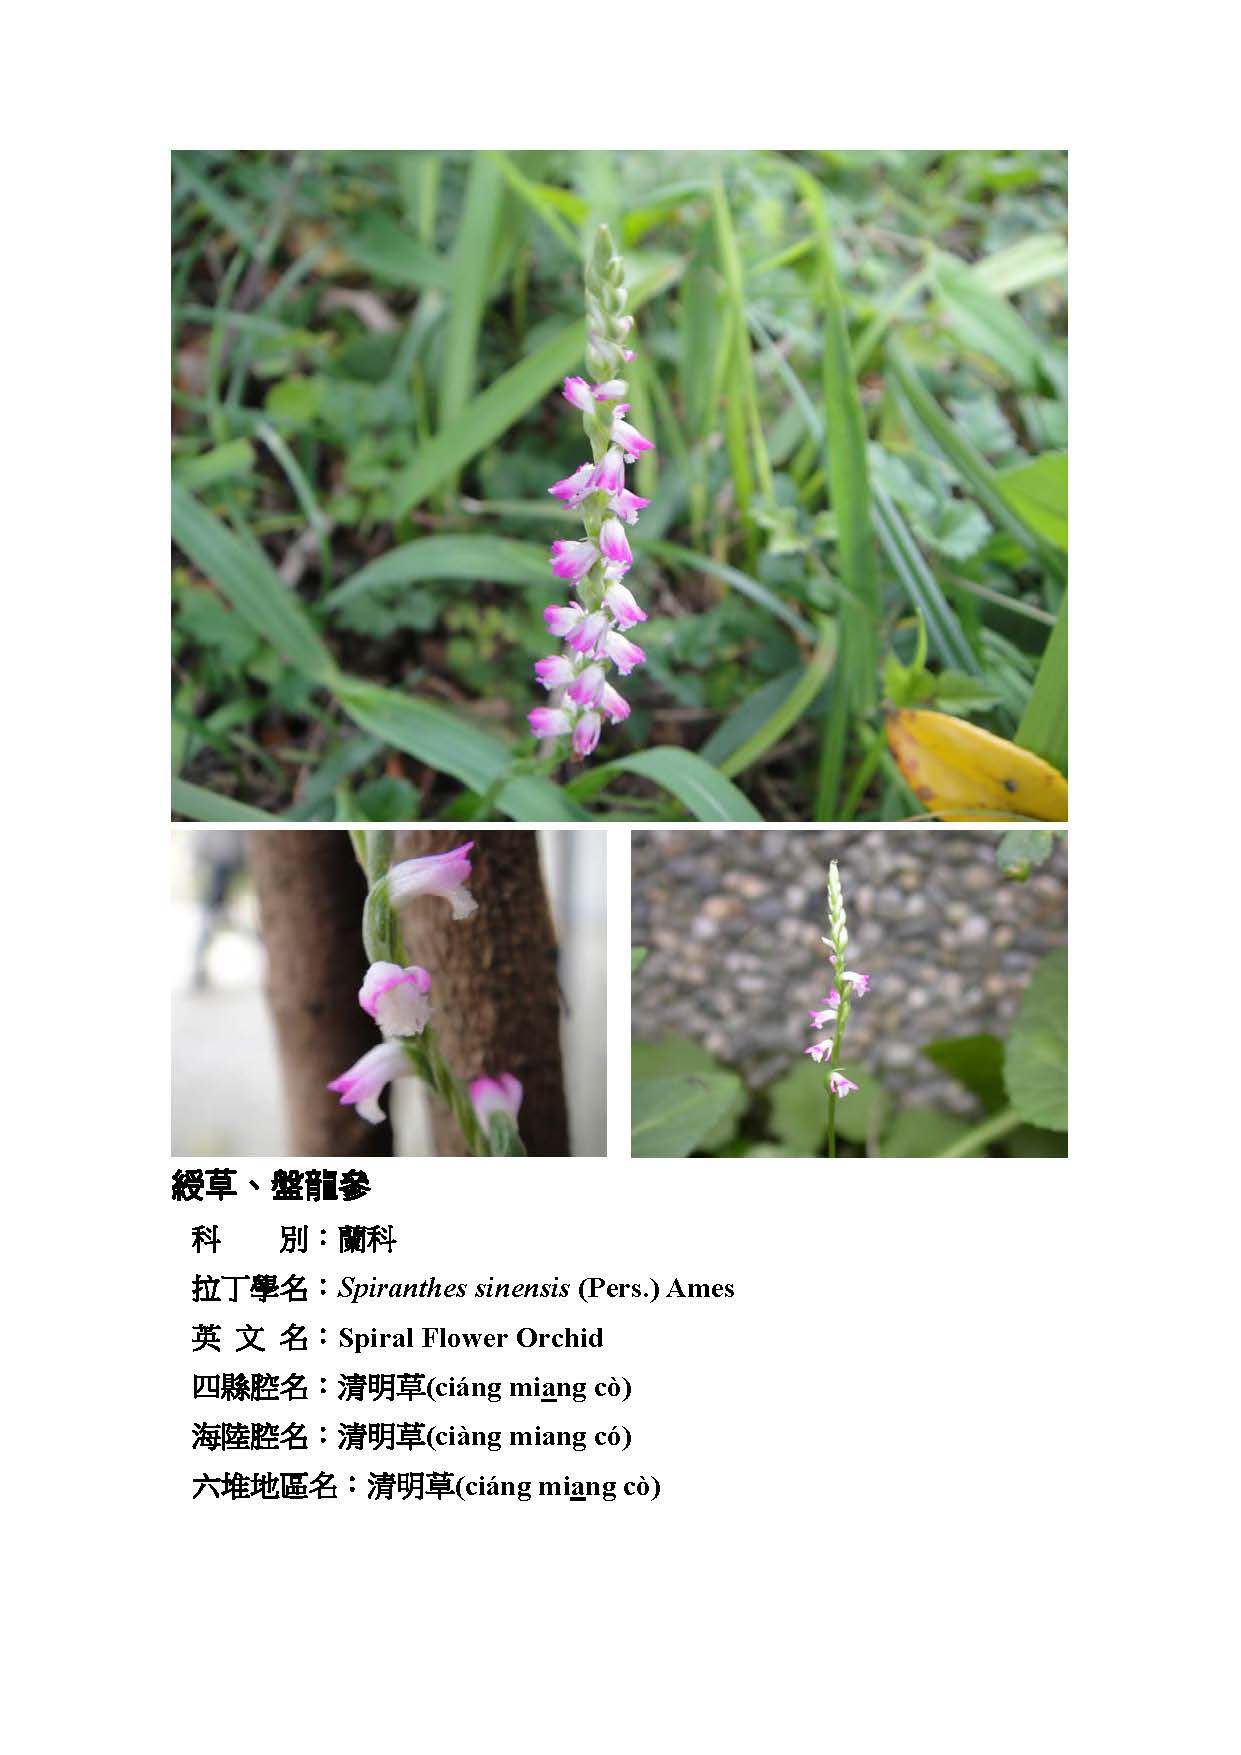 綬草、盤龍參
科　　別：蘭科
拉丁學名：Spiranthes sinensis (Pers.) Ames
英 文 名：Spiral Flower Orchid
四縣腔名：清明草(ciáng mia̲ng cò)
海陸腔名：清明草(ciàng miang có)
六堆地區名：清明草(ciáng mia̲ng cò)